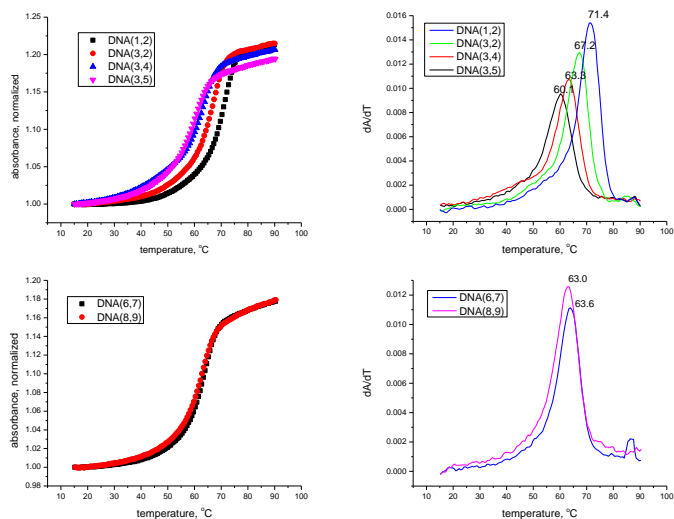 DNA(1,2)
DNA(3,2)
DNA(3,4)
DNA(3,5)
1.20
1.15
1.10
1.05
1.00
absorbance, normalized
10 20 30 40 50 60 70 80 90 100
temperature, °C
DNA(1,2)
DNA(3,2)
DNA(3,4)
DNA(3,5)
71.4
67.2
63.3
60.1
0.016
0.014
0.012
0.010
0.008
0.006
0.004
0.002
0.000
dA/dT
10 20 30 40 50 60 70 80 90 100
temperature, °C
DNA(6,7)
DNA(8,9)
1.20
1.18
1.16
1.14
1.12
1.10
1.08
1.06
1.04
1.02
1.00
0.98
absorbance, normalized
10 20 30 40 50 60 70 80 90 100
temperature, °C
DNA(6,7)
DNA(8,9)
63.0
63.6
0.012
0.010
0.008
0.006
0.004
0.002
0.000
dA/dT
10 20 30 40 50 60 70 80 90 100
temperature, °C